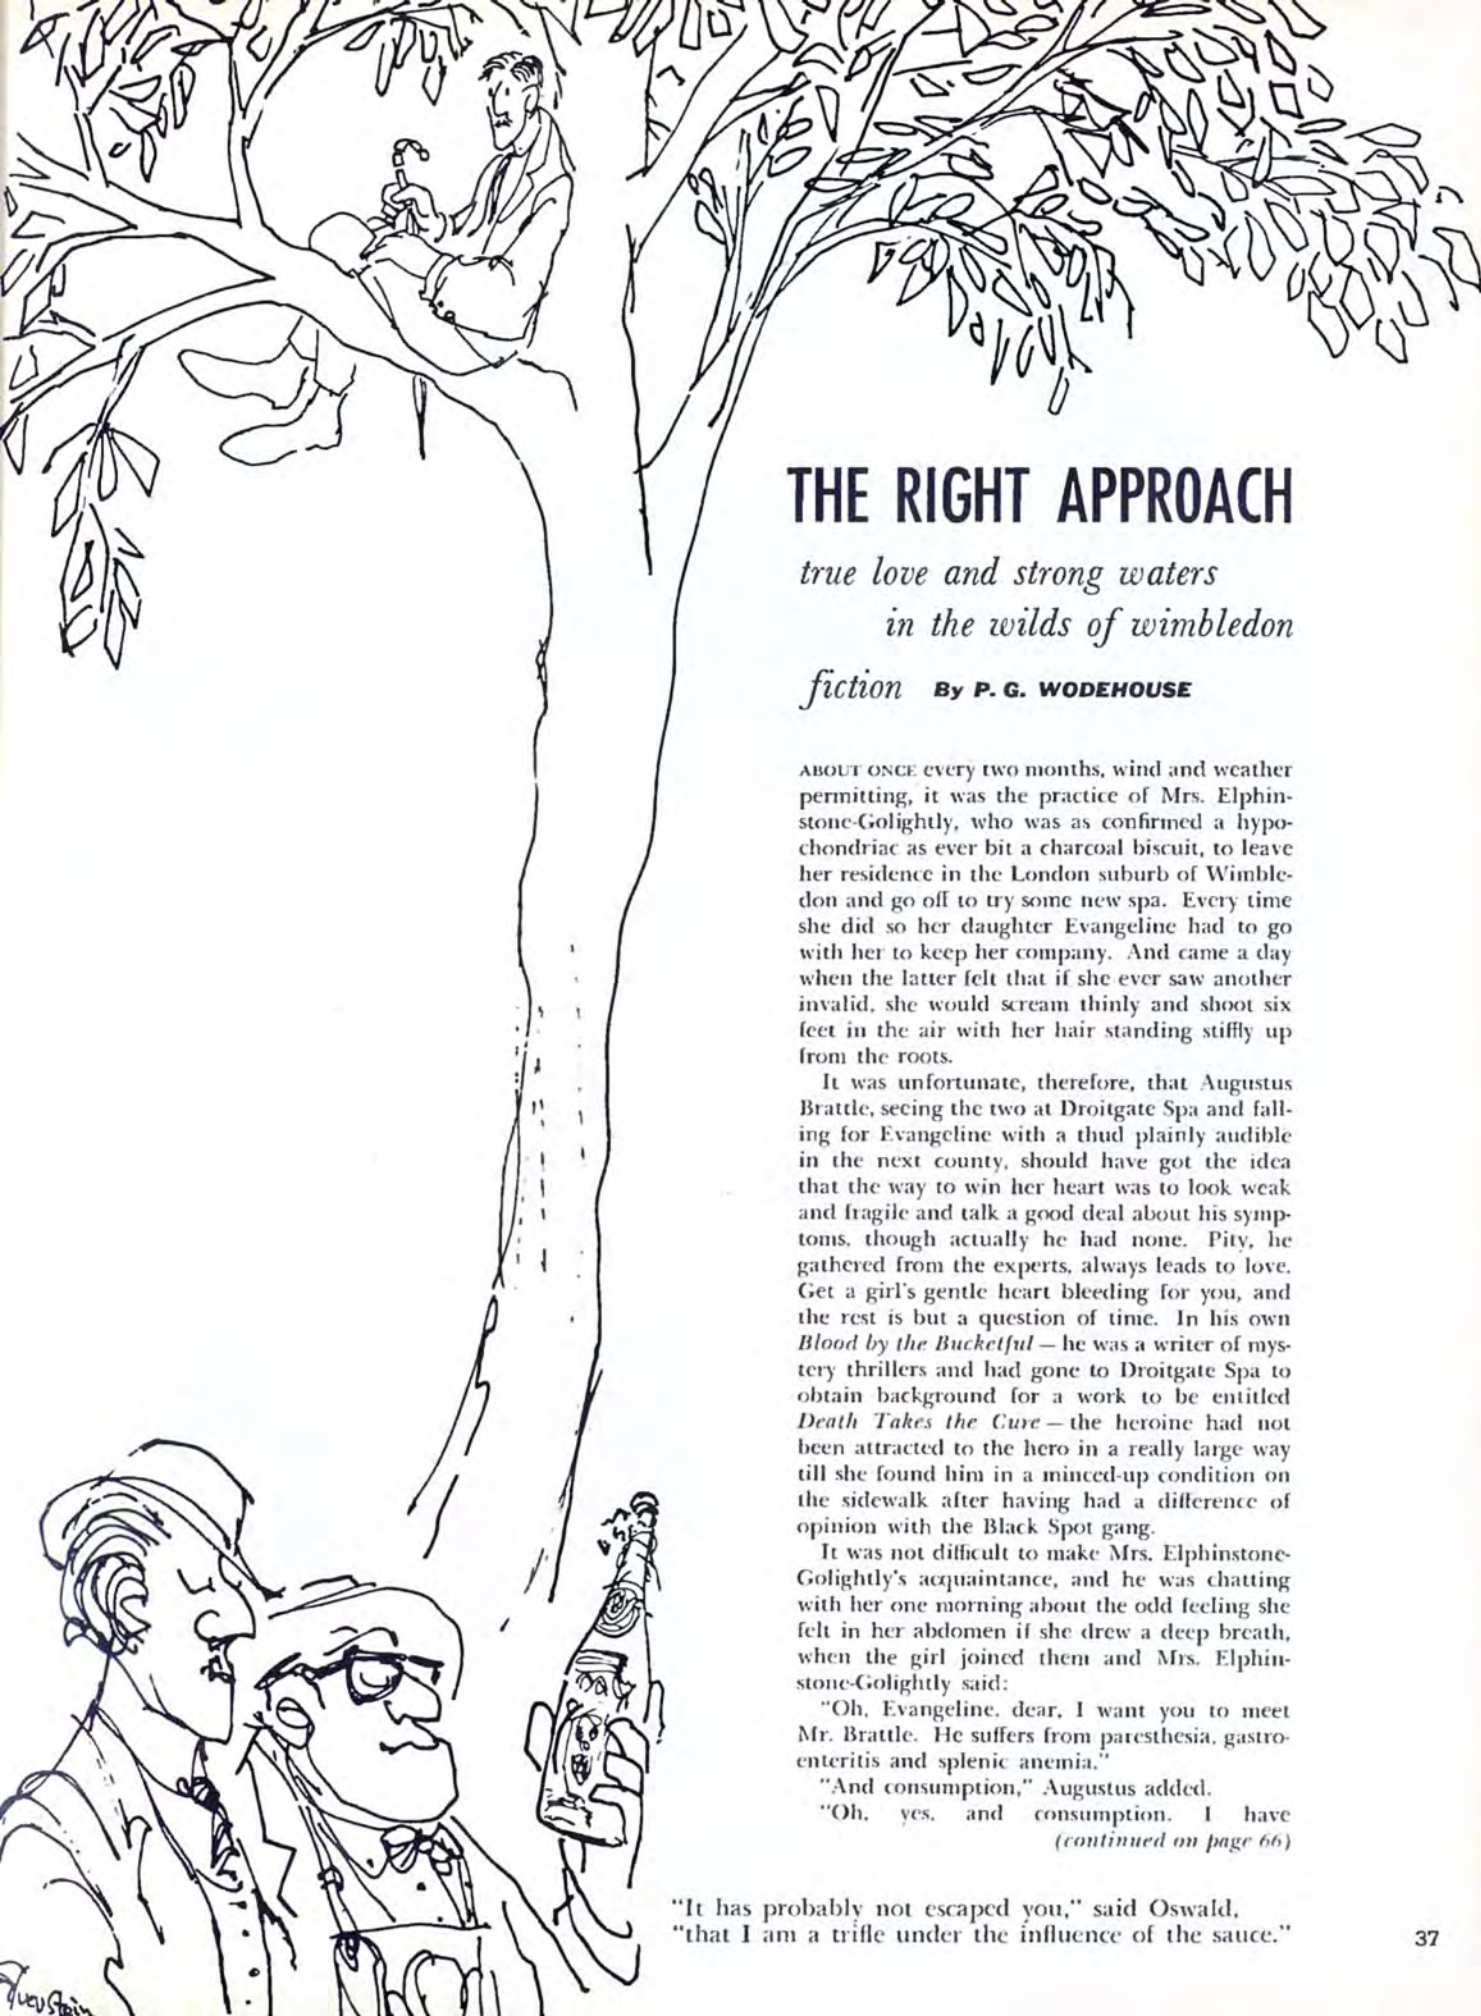 THE RIGHT APPROACH
true love and strong waters
in the wilds of wimbledon
fiction By P. G. WODEHOUSE
ABOUT ONCE every two months, wind and weather
permitting, it was the practice of Mrs. Elphin-
stone-Golightly, who was as confirmed a hypo-
chondriac as ever bit a charcoal biscuit, to leave
her residence in the London suburb of Wimble-
don and go off to try some new spa. Every time
she did so her daughter Evangeline had to go
with her to keep her company. And came a day
when the latter felt that if she ever saw another
invalid, she would scream thinly and shoot six
feet in the air with her hair standing stiffly up
from the roots.
It was unfortunate, therefore, that Augustus
Brattle, seeing the two at Droitgate Spa and fall-
ing for Evangeline with a thud plainly audible
in the next county, should have got the idea
that the way to win her heart was to look weak
and fragile and talk a good deal about his symp-
toms, though actually he had none. Pity, he
gathered from the experts, always leads to love.
Get a girl's gentle heart bleeding for you, and
the rest is but a question of time. In his own
Blood by the Bucketful — he was a writer of mys-
tery thrillers and had gone to Droitgate Spa to
obtain background for a work to be entitled
Death Takes the Cure — the heroine had not
been attracted to the hero in a really large way
till she found him in a minced-up condition on
the sidewalk after having had a difference of
opinion with the Black Spot gang.
It was not difficult to make Mrs. Elphinstone-
Golightly's acquaintance, and he was chatting
with her one morning about the odd feeling she
felt in her abdomen if she drew a deep breath,
when the girl joined them and Mrs. Elphin-
stone-Golightly said:
"Oh, Evangeline, dear, I want you to meet
Mr. Brattle. He suffers from paresthesia, gastro-
enteritis and splenic anemia."
"And consumption," Augustus added.
"Oh, yes, and consumption. I have
(continued on page 66)
"It has probably not escaped you," said Oswald,
"that I am a trifle under the influence of the sauce."
37